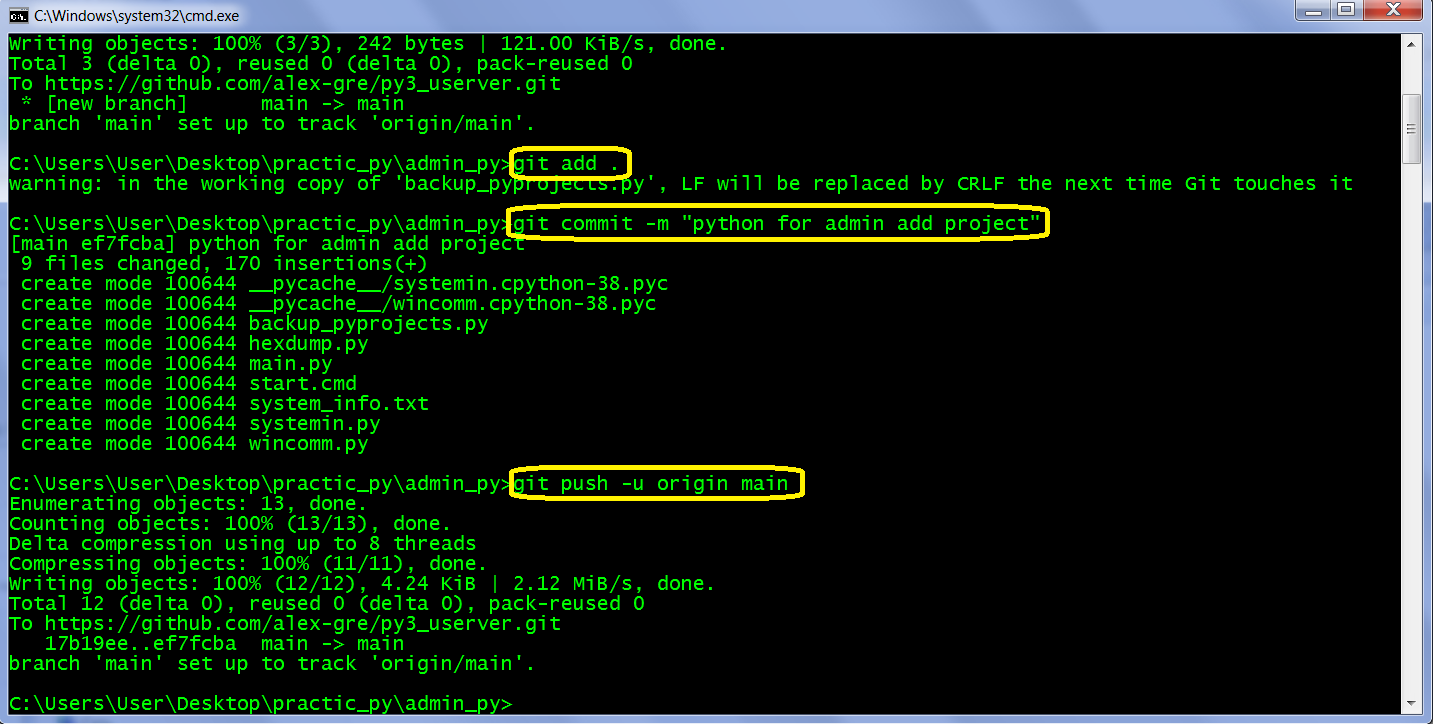 C:\Windows\system32\cmd.exe
Writing objects: 100% (3/3), 242 bytes | 121.00 KiB/s, done.
Total 3 (delta 0), reused 0 (delta 0), pack-reused 0
To https://github.com/alex-gre/py3_userver.git
 * [new branch]      main -> main
branch 'main' set up to track 'origin/main'.
C:\Users\User\Desktop\practic_py\admin_py>git add .
warning: in the working copy of 'backup_pyprojects.py', LF will be replaced by CRLF the next time Git touches it
C:\Users\User\Desktop\practic_py\admin_py>git commit -m "python for admin add project"
[main ef7fcba] python for admin add project
 9 files changed, 170 insertions(+)
 create mode 100644 __pycache__/systemin.cpython-38.pyc
 create mode 100644 __pycache__/wincomm.cpython-38.pyc
 create mode 100644 backup_pyprojects.py
 create mode 100644 hexdump.py
 create mode 100644 main.py
 create mode 100644 start.cmd
 create mode 100644 system_info.txt
 create mode 100644 systemin.py
 create mode 100644 wincomm.py
C:\Users\User\Desktop\practic_py\admin_py>git push -u origin main
Enumerating objects: 13, done.
Counting objects: 100% (13/13), done.
Delta compression using up to 8 threads
Compressing objects: 100% (11/11), done.
Writing objects: 100% (12/12), 4.24 KiB | 2.12 MiB/s, done.
Total 12 (delta 0), reused 0 (delta 0), pack-reused 0
To https://github.com/alex-gre/py3_userver.git
   17b19ee..ef7fcba  main -> main
branch 'main' set up to track 'origin/main'.
C:\Users\User\Desktop\practic_py\admin_py>